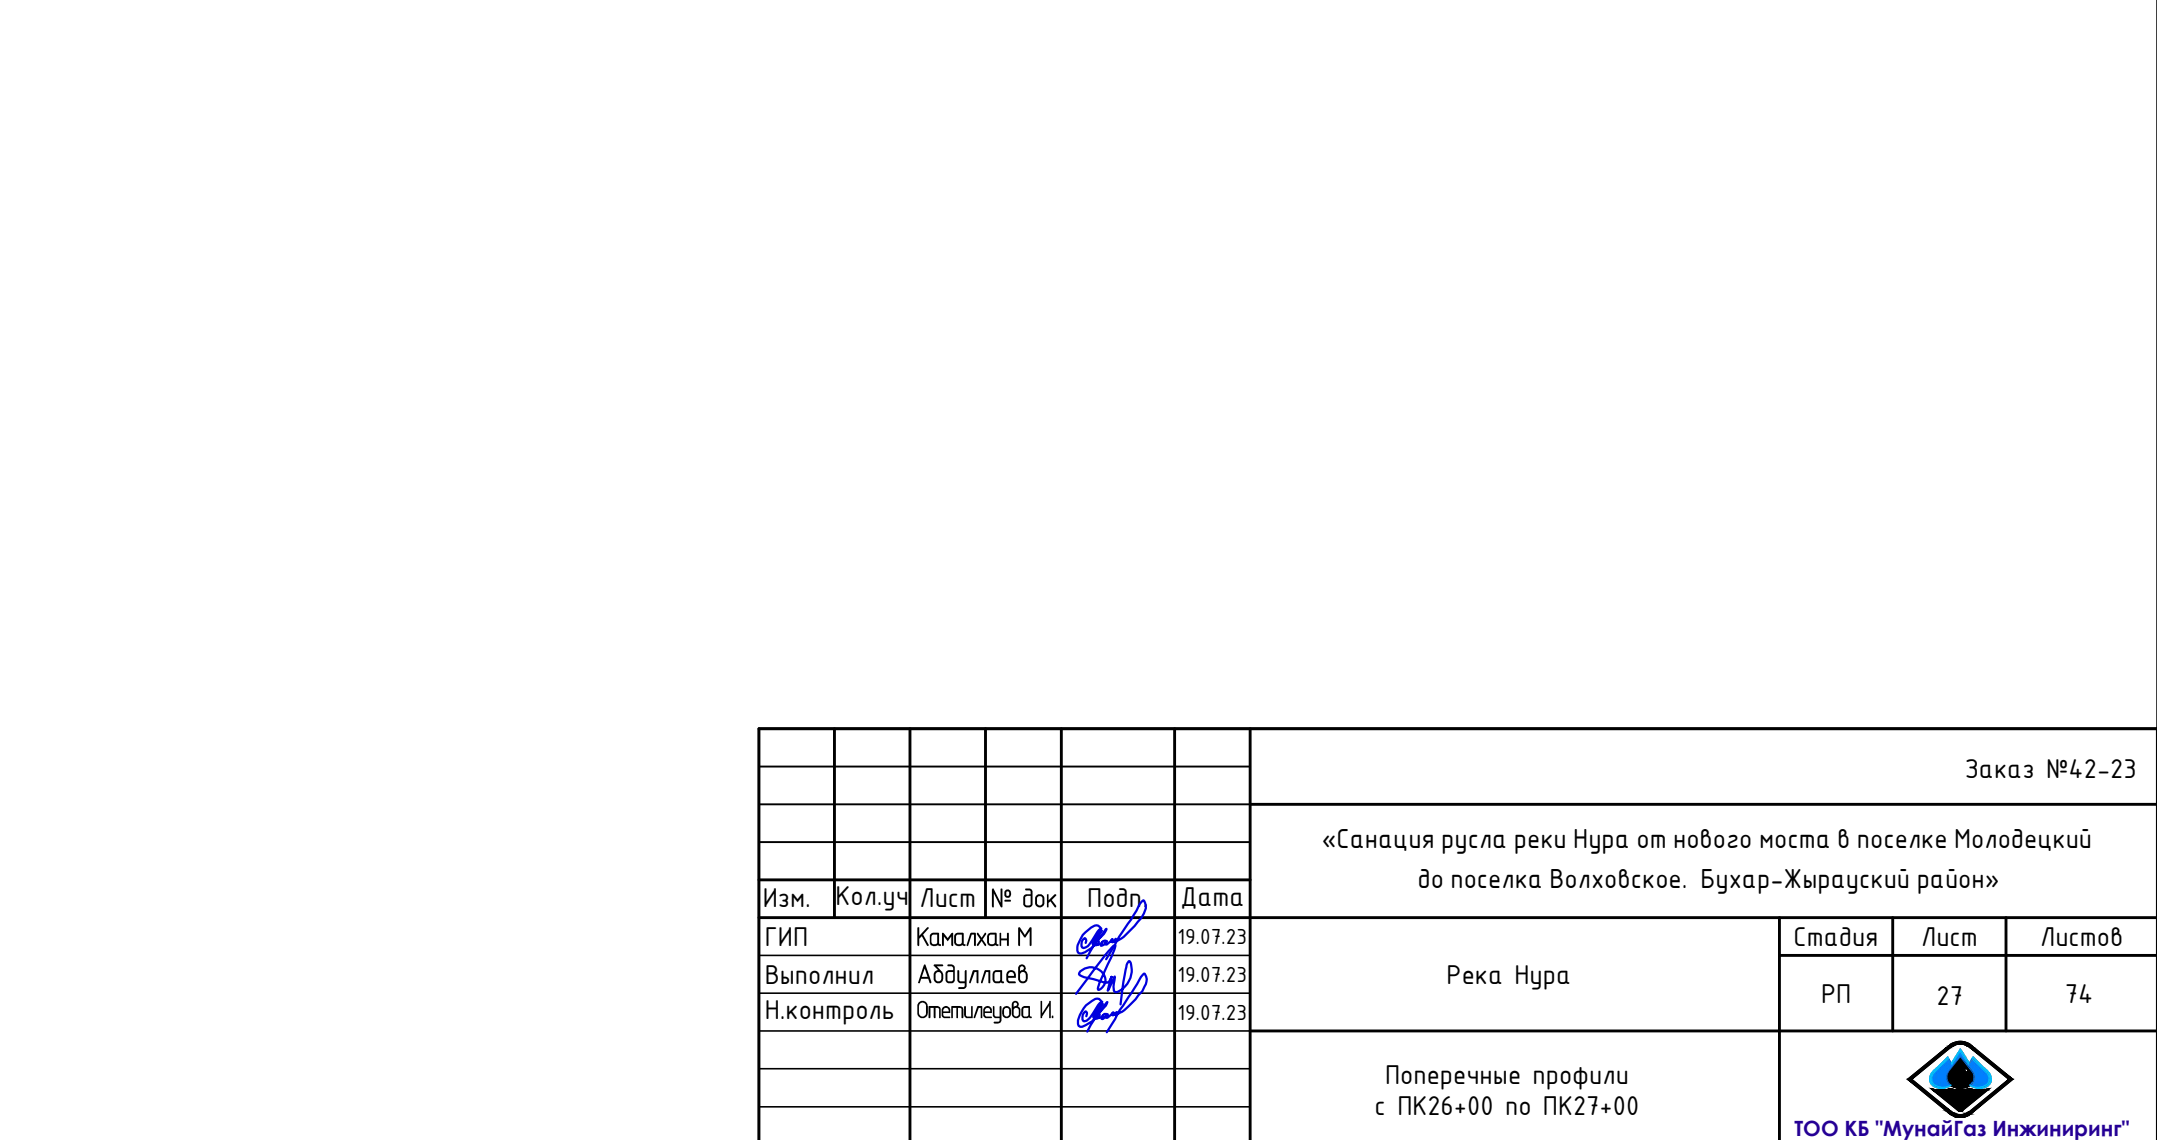 Заказ №42-23
«Санация русла реки Нура от нового моста в поселке Молодецкий
до поселка Волховское. Бухар-Жырауский район»
Изм. Кол.уч Лист № док Подп. Дата
ГИП Камалхан М 19.07.23
Выполнил Абдуллаев 19.07.23
Н.контроль Отетилеуова И. 19.07.23
Река Нура
Стадия Лист Листов
РП 27 74
Поперечные профили
с ПК26+00 по ПК27+00
ТОО КБ "МунайГаз Инжиниринг"